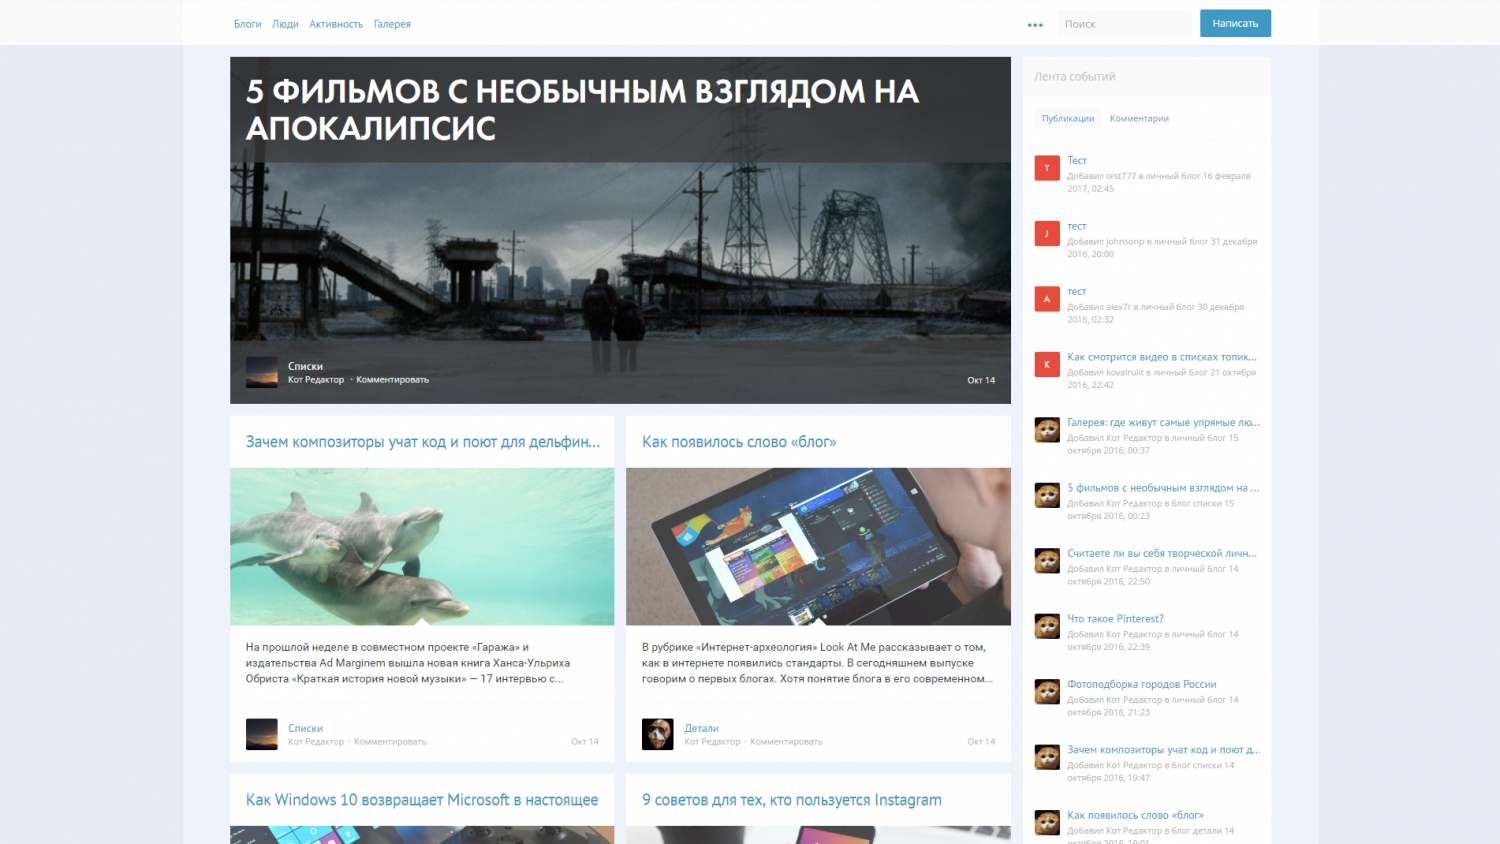 Блоги Люди Активность Галерея
••• Поиск Написать
5 ФИЛЬМОВ С НЕОБЫЧНЫМ ВЗГЛЯДОМ НА
АПОКАЛИПСИС
Списки
Кот Редактор · Комментировать
Окт 14
Зачем композиторы учат код и поют для дельфин...
На прошлой неделе в совместном проекте «Гаража» и
издательства Ad Marginem вышла новая книга Ханса-Ульриха
Обриста «Краткая история новой музыки» — 17 интервью с...
Списки
Кот Редактор · Комментировать
Окт 14
Как появилось слово «блог»
В рубрике «Интернет-археология» Look At Me рассказывает о том,
как в интернете появились стандарты. В сегодняшнем выпуске
говорим о первых блогах. Хотя понятие блога в его современном...
Детали
Кот Редактор · Комментировать
Окт 14
Как Windows 10 возвращает Microsoft в настоящее
9 советов для тех, кто пользуется Instagram
Лента событий
Публикации Комментарии
T
Тест
Добавил test777 в личный блог 16 февраля
2017, 02:45
J
тест
Добавил johnsonp в личный блог 31 декабря
2016, 20:00
A
тест
Добавил alex7r в личный блог 30 декабря
2016, 02:32
K
Как смотрится видео в списках топик...
Добавил kovalrulit в личный блог 21 октября
2016, 22:42
Галерея: где живут самые упрямые лю...
Добавил Кот Редактор в личный блог 15
октября 2016, 00:37
5 фильмов с необычным взглядом на ...
Добавил Кот Редактор в блог списки 15
октября 2016, 00:23
Считаете ли вы себя творческой личн...
Добавил Кот Редактор в личный блог 14
октября 2016, 22:50
Что такое Pinterest?
Добавил Кот Редактор в личный блог 14
октября 2016, 22:39
Фотоподборка городов России
Добавил Кот Редактор в личный блог 14
октября 2016, 21:23
Зачем композиторы учат код и поют д...
Добавил Кот Редактор в блог списки 14
октября 2016, 19:47
Как появилось слово «блог»
Добавил Кот Редактор в блог детали 14
октября 2016, 19:01